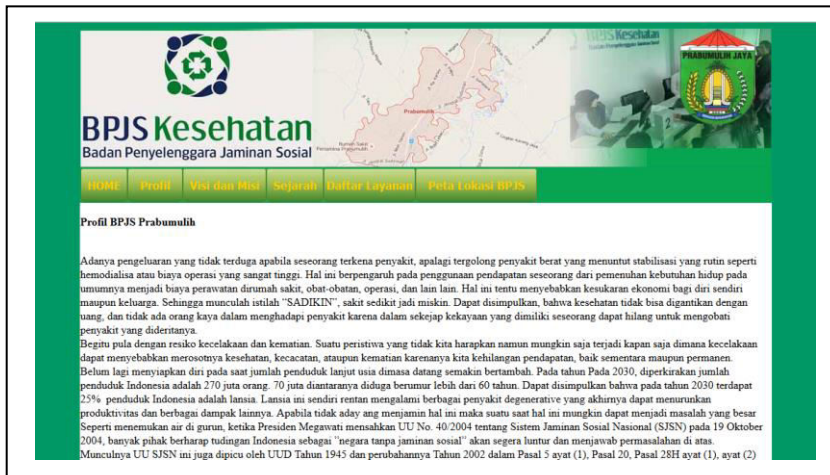 BPJS Kesehatan
PRABUMULIH JAYA
Prabumulih
BPJS Kesehatan
Badan Penyelenggara Jaminan Sosial
HOME Profil Visi dan Misi Sejarah Daftar Layanan Peta Lokasi BPJS
Profil BPJS Prabumulih
Adanya pengeluaran yang tidak terduga apabila seseorang terkena penyakit, apalagi tergolong penyakit berat yang menuntut stabilisasi yang rutin seperti
hemodialisa atau biaya operasi yang sangat tinggi. Hal ini berpengaruh pada penggunaan pendapatan seseorang dari pemenuhan kebutuhan hidup pada
umumnya menjadi biaya perawatan dirumah sakit, obat-obatan, operasi, dan lain lain. Hal ini tentu menyebabkan kesukaran ekonomi bagi diri sendiri
maupun keluarga. Sehingga munculah istilah “SADIKIN”, sakit sedikit jadi miskin. Dapat disimpulkan, bahwa kesehatan tidak bisa digantikan dengan
uang, dan tidak ada orang kaya dalam menghadapi penyakit karena dalam sekejap kekayaan yang dimiliki seseorang dapat hilang untuk mengobati
penyakit yang dideritanya.
Begitu pula dengan resiko kecelakaan dan kematian. Suatu peristiwa yang tidak kita harapkan namun mungkin saja terjadi kapan saja dimana kecelakaan
dapat menyebabkan merosotnya kesehatan, kecacatan, ataupun kematian karenanya kita kehilangan pendapatan, baik sementara maupun permanen.
Belum lagi menyiapkan diri pada saat jumlah penduduk lanjut usia dimasa datang semakin bertambah. Pada tahun Pada 2030, diperkirakan jumlah
penduduk Indonesia adalah 270 juta orang. 70 juta diantaranya diduga berumur lebih dari 60 tahun. Dapat disimpulkan bahwa pada tahun 2030 terdapat
25% penduduk Indonesia adalah lansia. Lansia ini sendiri rentan mengalami berbagai penyakit degenerative yang akhirnya dapat menurunkan
produktivitas dan berbagai dampak lainnya. Apabila tidak aday ang menjamin hal ini maka suatu saat hal ini mungkin dapat menjadi masalah yang besar
Seperti menemukan air di gurun, ketika Presiden Megawati mensahkan UU No. 40/2004 tentang Sistem Jaminan Sosial Nasional (SJSN) pada 19 Oktober
2004, banyak pihak berharap tudingan Indonesia sebagai ”negara tanpa jaminan sosial” akan segera luntur dan menjawab permasalahan di atas.
Munculnya UU SJSN ini juga dipicu oleh UUD Tahun 1945 dan perubahannya Tahun 2002 dalam Pasal 5 ayat (1), Pasal 20, Pasal 28H ayat (1), ayat (2)